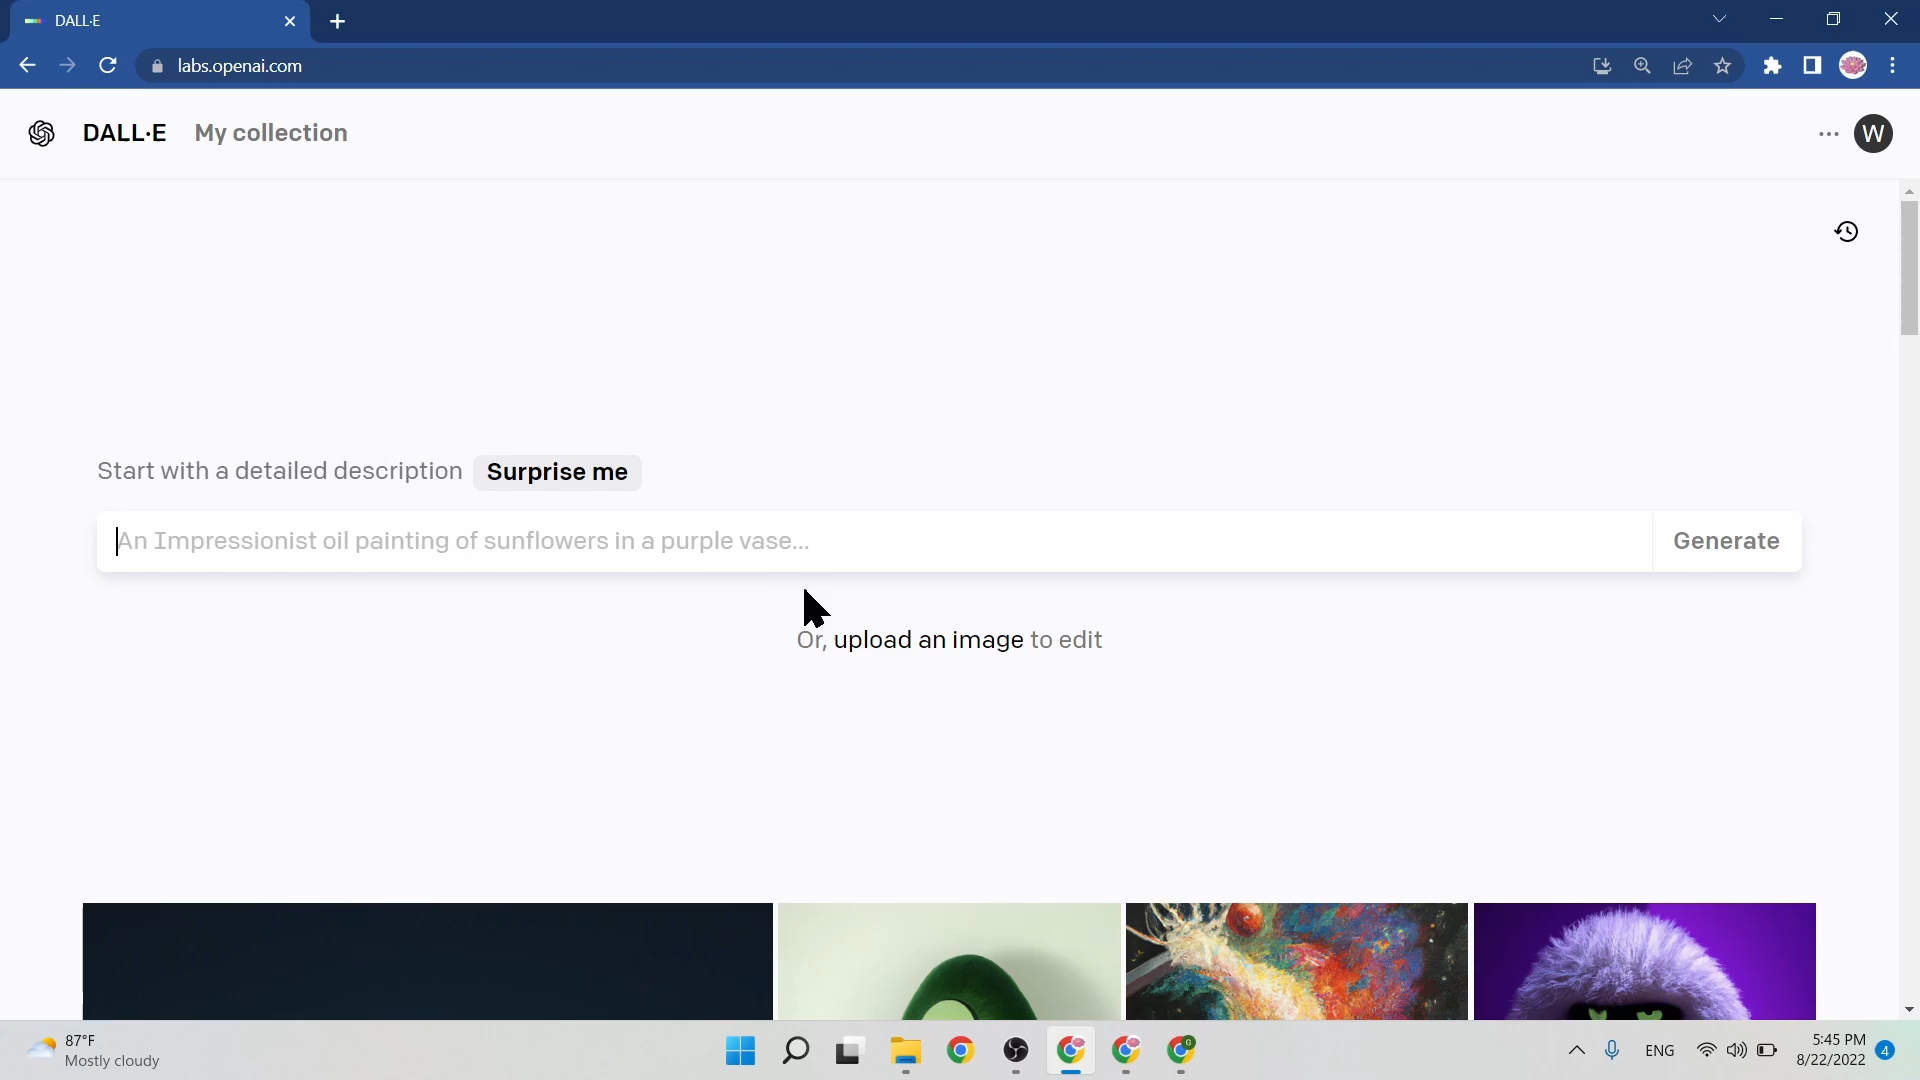 DALL·E
labs.openai.com
DALL·E My collection
W
Start with a detailed description Surprise me
An Impressionist oil painting of sunflowers in a purple vase...
Generate
Or, upload an image to edit
87°F
Mostly cloudy
G
ENG
5:45 PM
8/22/2022
4